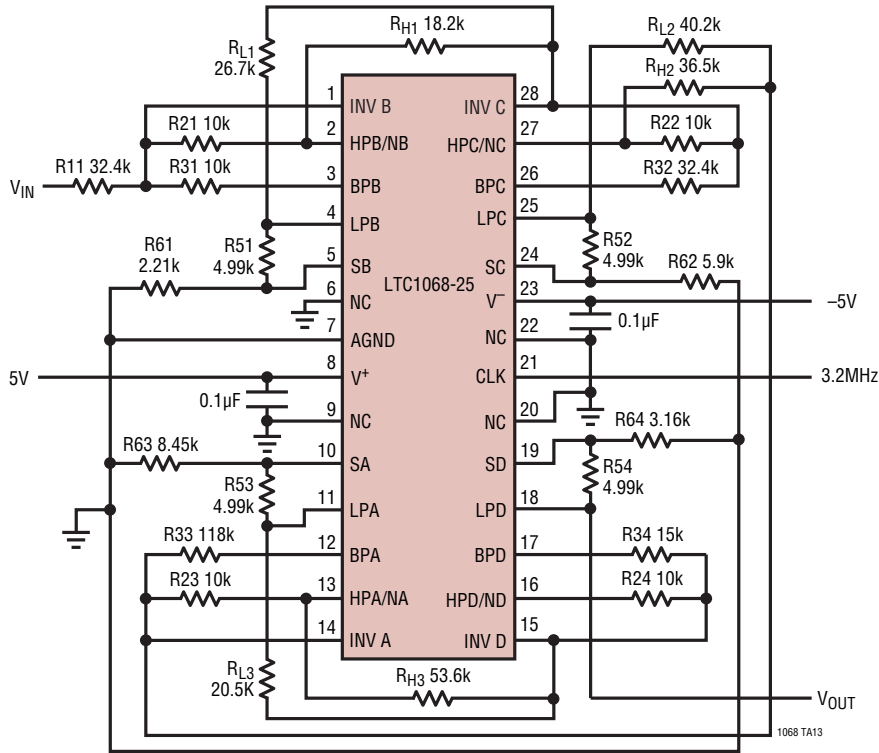 RH1 18.2k
RL1
26.7k
RL2 40.2k
RH2 36.5k
1
INV B
INV C
28
R21 10k
2
HPB/NB
HPC/NC
27
R22 10k
VIN
R11 32.4k
R31 10k
3
BPB
BPC
26
R32 32.4k
4
LPB
LPC
25
R61
2.21k
R51
4.99k
R52
4.99k
5
SB
SC
24
R62 5.9k
LTC1068-25
6
NC
V–
23
–5V
0.1µF
7
AGND
NC
22
5V
8
V+
CLK
21
3.2MHz
0.1µF
9
NC
NC
20
R63 8.45k
10
SA
SD
19
R64 3.16k
R53
4.99k
R54
4.99k
11
LPA
LPD
18
R33 118k
12
BPA
BPD
17
R34 15k
R23 10k
13
HPA/NA
HPD/ND
16
R24 10k
14
INV A
INV D
15
RL3
20.5K
RH3 53.6k
VOUT
1068 TA13